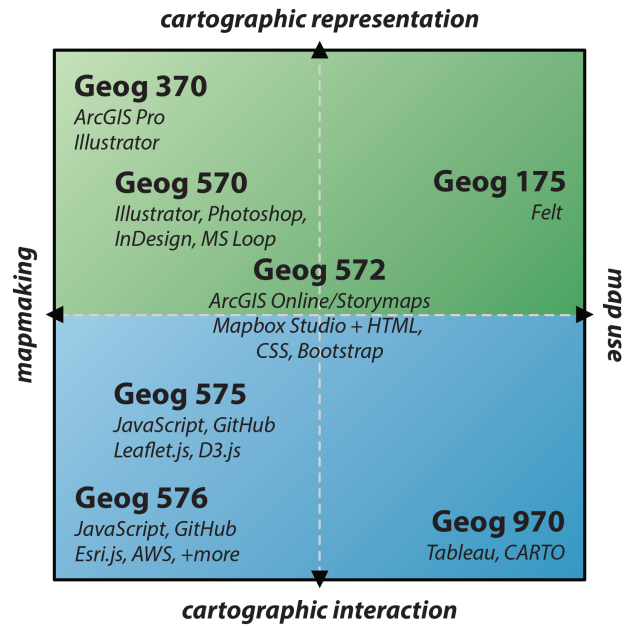 cartographic representation
Geog 370
ArcGIS Pro
Illustrator
Geog 570
Illustrator, Photoshop,
InDesign, MS Loop
Geog 175
Felt
Geog 572
ArcGIS Online/Storymaps
Mapbox Studio + HTML,
CSS, Bootstrap
mapmaking
map use
Geog 575
JavaScript, GitHub
Leaflet.js, D3.js
Geog 576
JavaScript, GitHub
Esri.js, AWS, +more
Geog 970
Tableau, CARTO
cartographic interaction